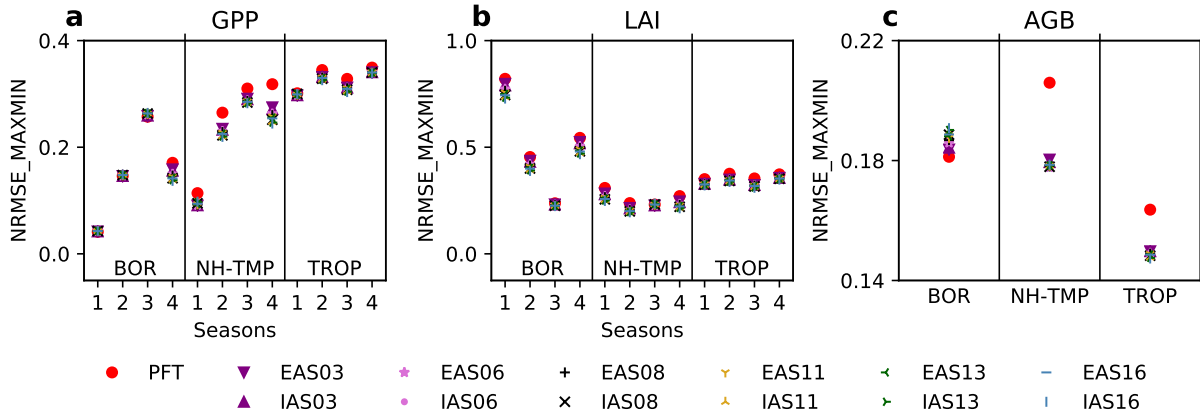 a GPP
NRMSE_MAXMIN
0.4
0.2
0.0
BOR NH-TMP TROP
1 2 3 4 1 2 3 4 1 2 3 4
Seasons
b LAI
NRMSE_MAXMIN
1.0
0.5
0.0
BOR NH-TMP TROP
1 2 3 4 1 2 3 4 1 2 3 4
Seasons
c AGB
NRMSE_MAXMIN
0.22
0.18
0.14
BOR NH-TMP TROP
PFT EAS03 EAS06 EAS08 EAS11 EAS13 EAS16
IAS03 IAS06 IAS08 IAS11 IAS13 IAS16